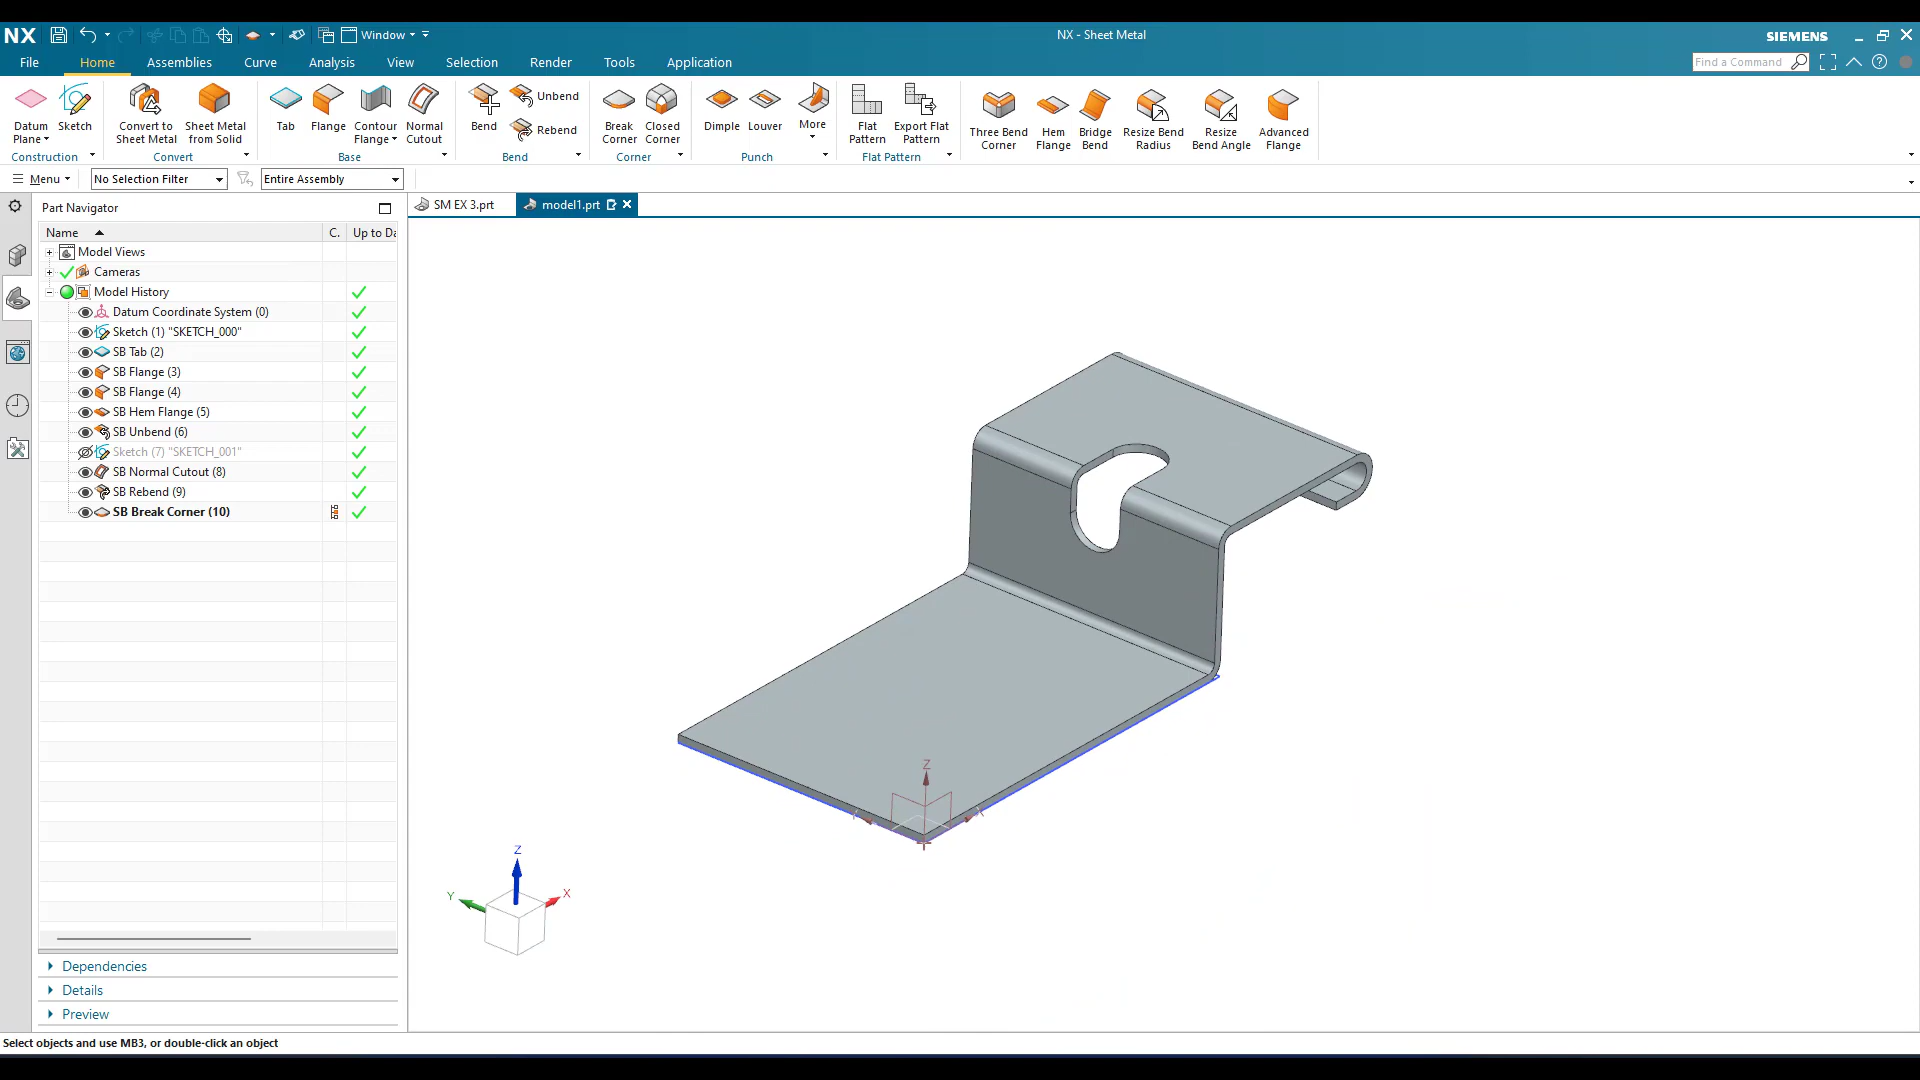 NX
Window
NX - Sheet Metal
SIEMENS
File
Home
Assemblies
Curve
Analysis
View
Selection
Render
Tools
Application
Find a Command
Datum
Plane
Sketch
Construction
Convert to
Sheet Metal
Sheet Metal
from Solid
Convert
Tab
Flange
Contour
Flange
Normal
Cutout
Base
Bend
Unbend
Rebend
Bend
Break
Corner
Closed
Corner
Corner
Dimple
Louver
More
Punch
Flat
Pattern
Export Flat
Pattern
Flat Pattern
Three Bend
Corner
Hem
Flange
Bridge
Bend
Resize Bend
Radius
Resize
Bend Angle
Advanced
Flange
Menu
No Selection Filter
Entire Assembly
Part Navigator
SM EX 3.prt
model1.prt
Name
C.
Up to Da
Model Views
Cameras
Model History
Datum Coordinate System (0)
Sketch (1) "SKETCH_000"
SB Tab (2)
SB Flange (3)
SB Flange (4)
SB Hem Flange (5)
SB Unbend (6)
Sketch (7) "SKETCH_001"
SB Normal Cutout (8)
SB Rebend (9)
SB Break Corner (10)
Z
Y
X
Z
Y
X
Dependencies
Details
Preview
Select objects and use MB3, or double-click an object